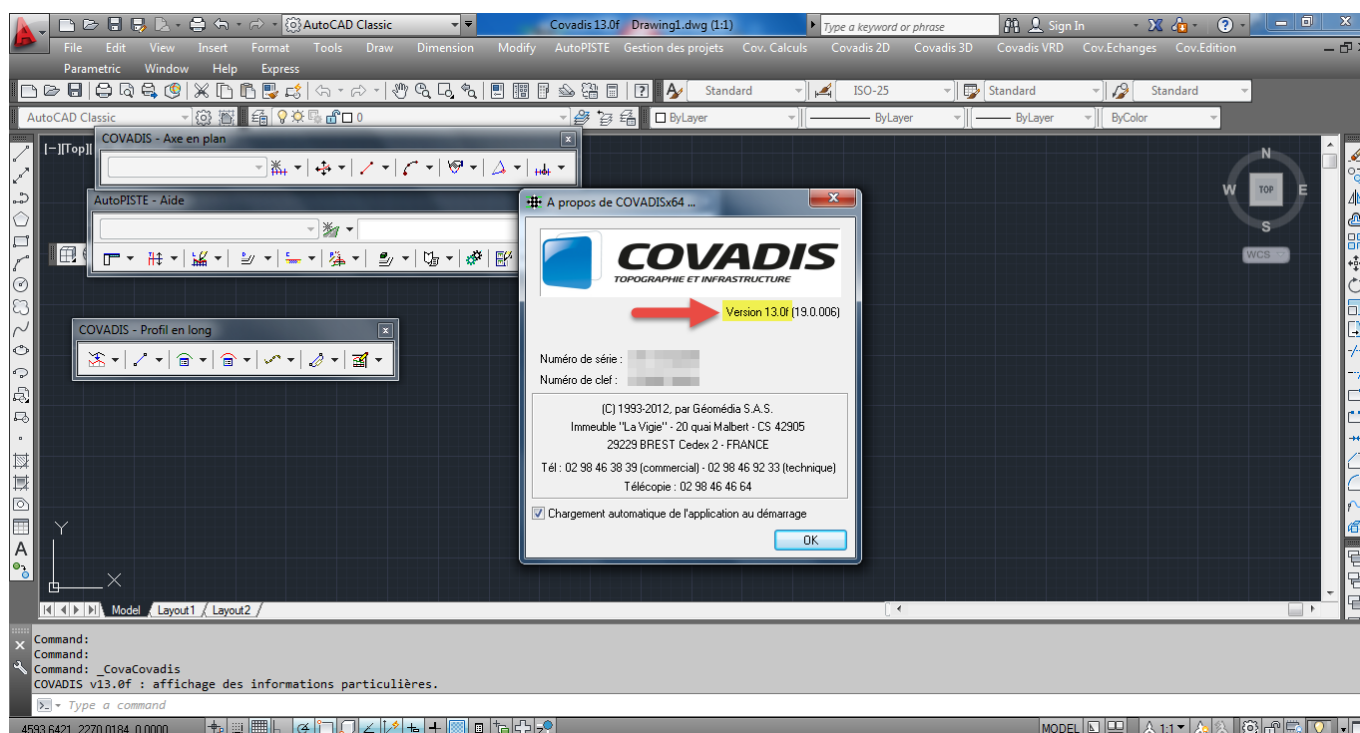 AutoCAD Classic
Covadis 13.0f Drawing1.dwg (1:1)
Type a keyword or phrase
Sign In
File Edit View Insert Format Tools Draw Dimension Modify AutoPISTE Gestion des projets Cov. Calculs Covadis 2D Covadis 3D Covadis VRD Cov.Echanges Cov.Edition
Parametric Window Help Express
Standard ISO-25 Standard Standard
AutoCAD Classic 0 ByLayer ByLayer ByLayer ByColor
[-][Top][
COVADIS - Axe en plan
AutoPISTE - Aide
COVADIS - Profil en long
N
W TOP E
S
WCS
A propos de COVADISx64 ...
COVADIS
TOPOGRAPHIE ET INFRASTRUCTURE
Version 13.0f (19.0.006)
Numéro de série :
Numéro de clef :
(C) 1993-2012, par Géomédia S.A.S.
Immeuble "La Vigie" - 20 quai Malbert - CS 42905
29229 BREST Cedex 2 - FRANCE
Tél : 02 98 46 38 39 (commercial) - 02 98 46 92 33 (technique)
Télécopie : 02 98 46 46 64
Chargement automatique de l'application au démarrage
OK
Y
X
Model Layout1 Layout2
Command:
Command:
Command: _CovaCovadis
COVADIS v13.0f : affichage des informations particulières.
Type a command
4593.6421, 2270.0184, 0.0000
MODEL
1:1